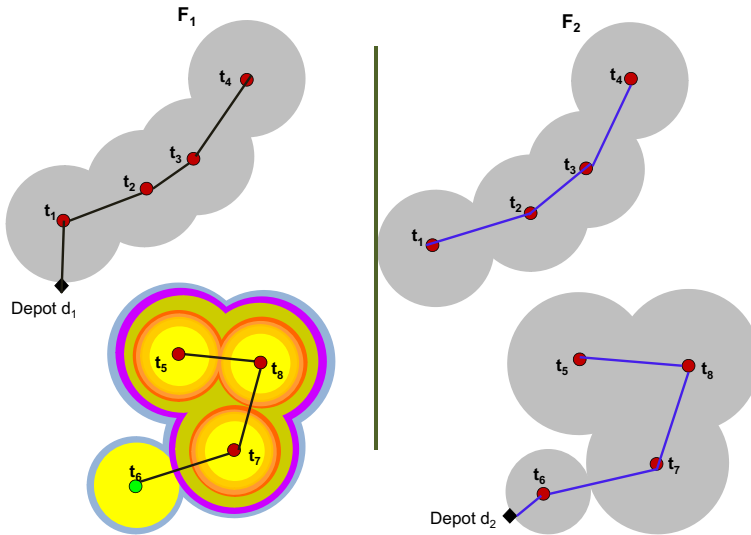 F₁
t₄
t₃
t₂
t₁
Depot d₁
t₅
t₈
t₇
t₆
F₂
t₄
t₃
t₂
t₁
t₅
t₈
t₇
t₆
Depot d₂